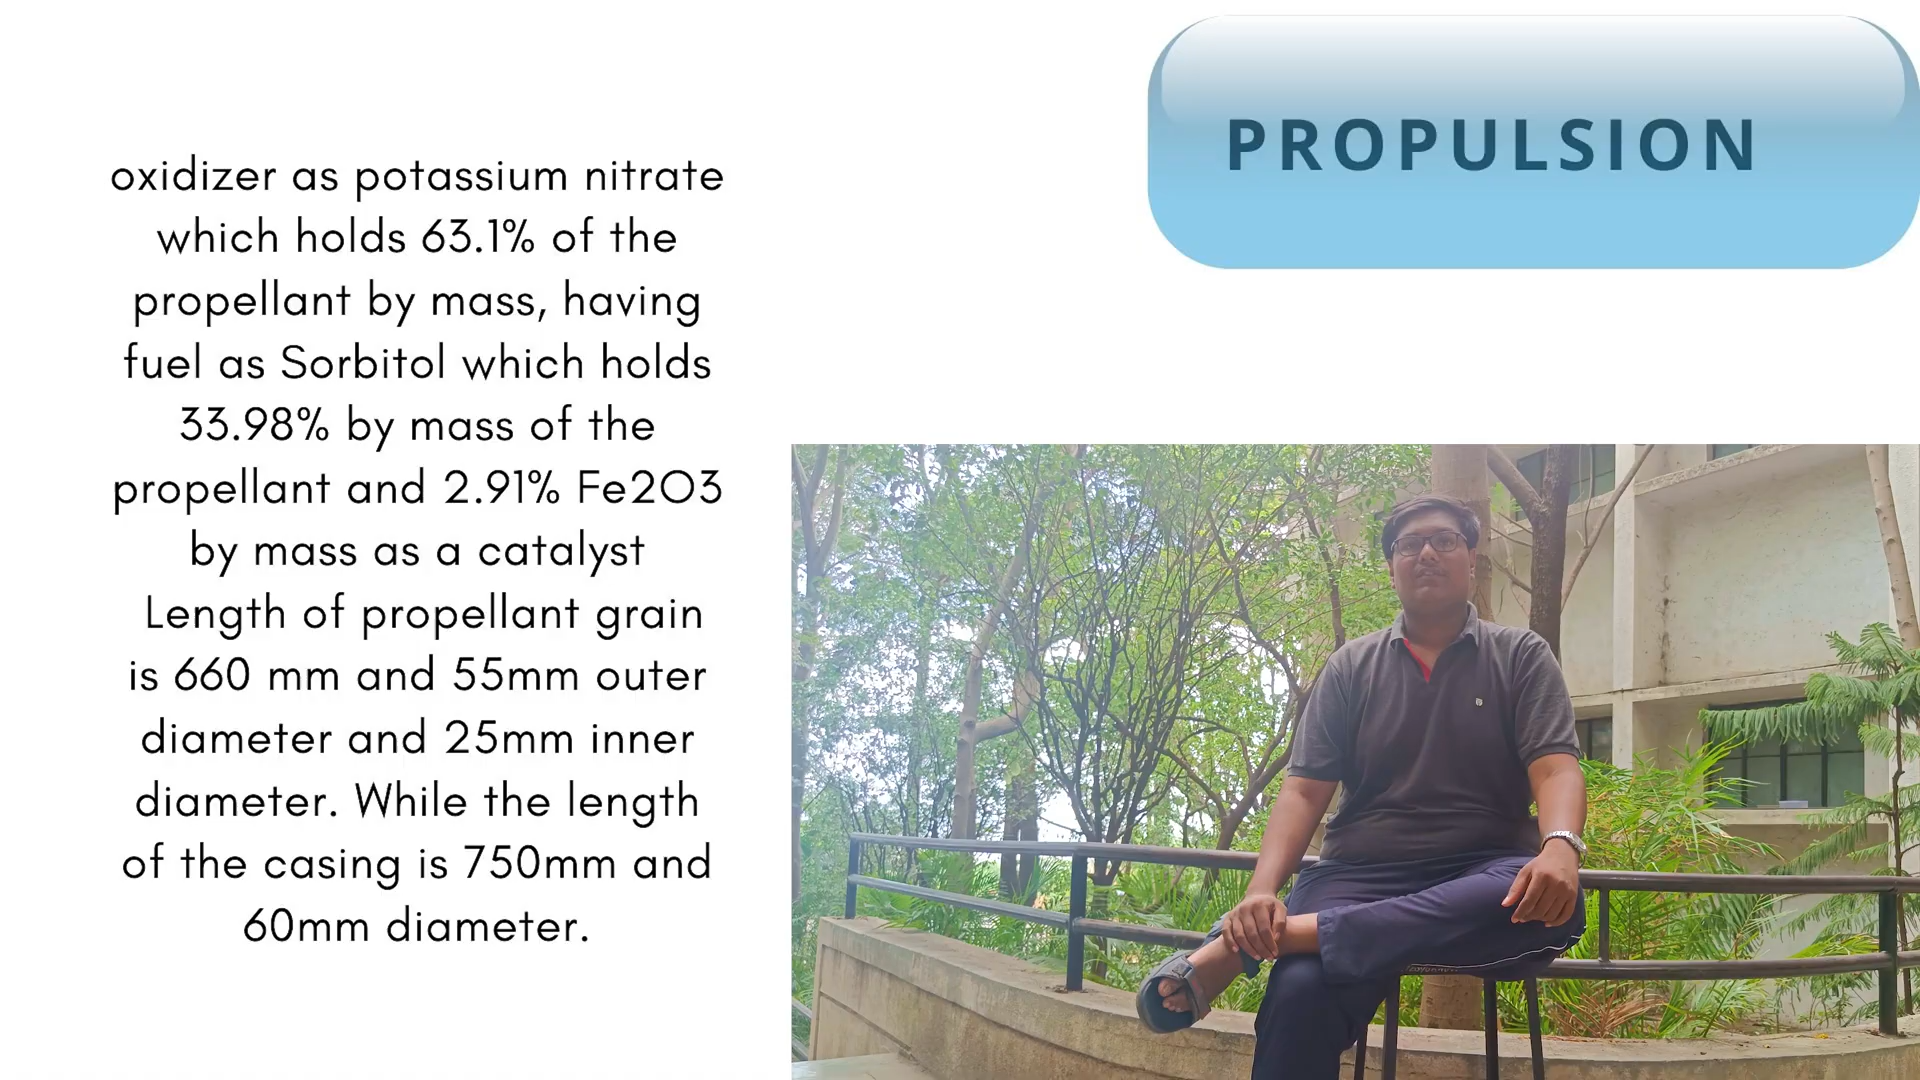 PROPULSION
oxidizer as potassium nitrate
which holds 63.1% of the
propellant by mass, having
fuel as Sorbitol which holds
33.98% by mass of the
propellant and 2.91% Fe2O3
by mass as a catalyst
Length of propellant grain
is 660 mm and 55mm outer
diameter and 25mm inner
diameter. While the length
of the casing is 750mm and
60mm diameter.